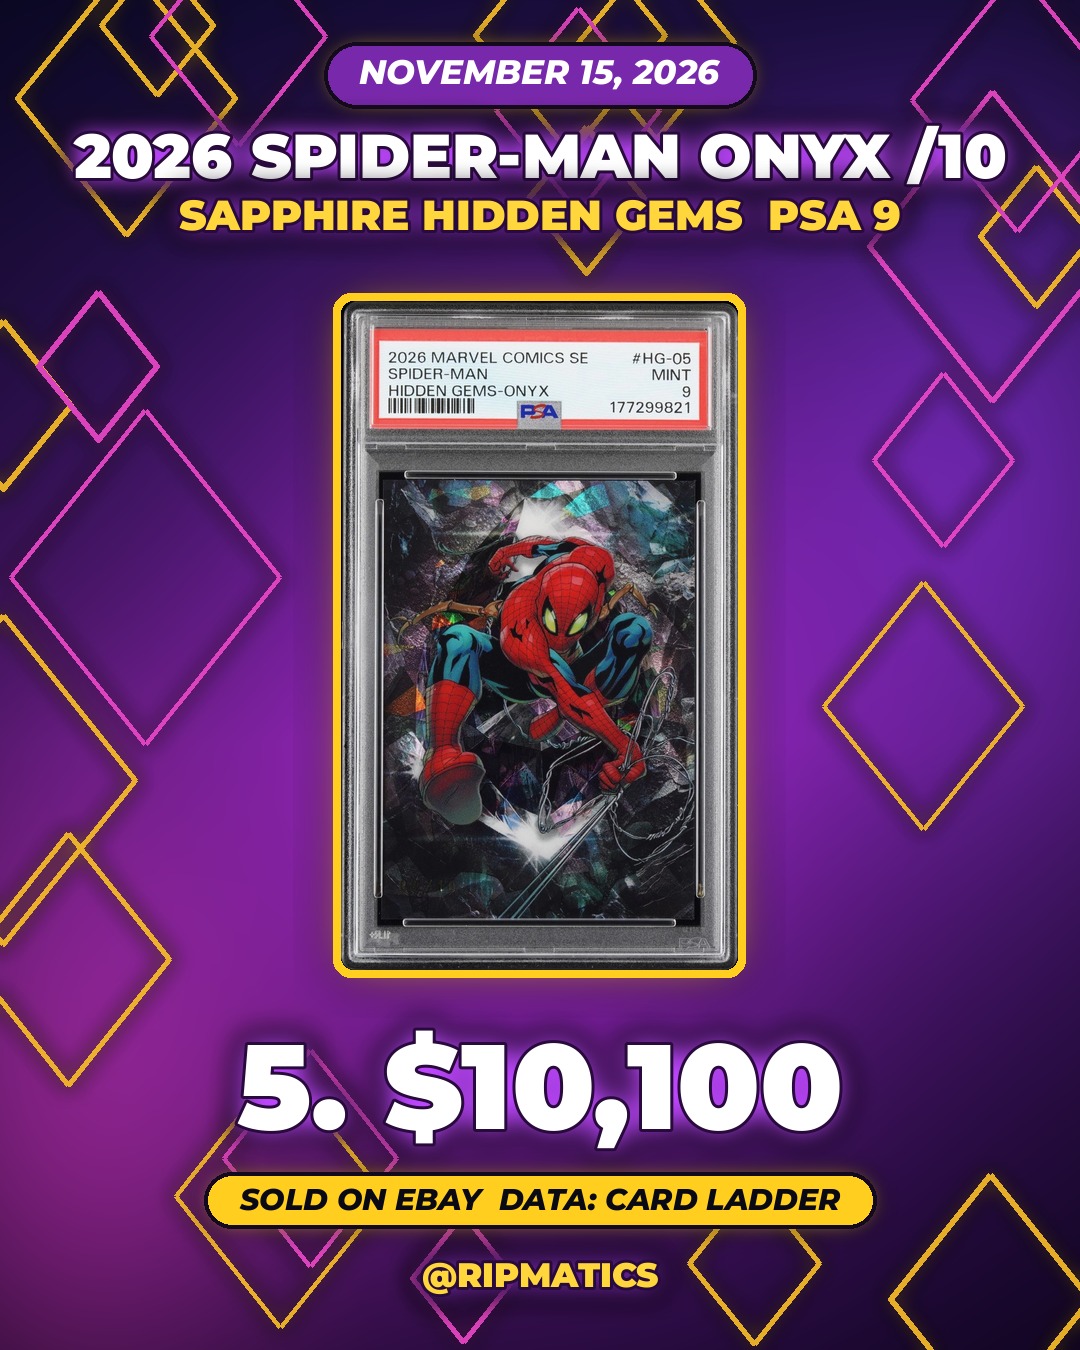 NOVEMBER 15, 2026
2026 SPIDER-MAN ONYX /10
SAPPHIRE HIDDEN GEMS PSA 9
2026 MARVEL COMICS SE #HG-05
SPIDER-MAN MINT
HIDDEN GEMS-ONYX 9
PSA 177299821
PSA
5. $10,100
SOLD ON EBAY DATA: CARD LADDER
@RIPMATICS